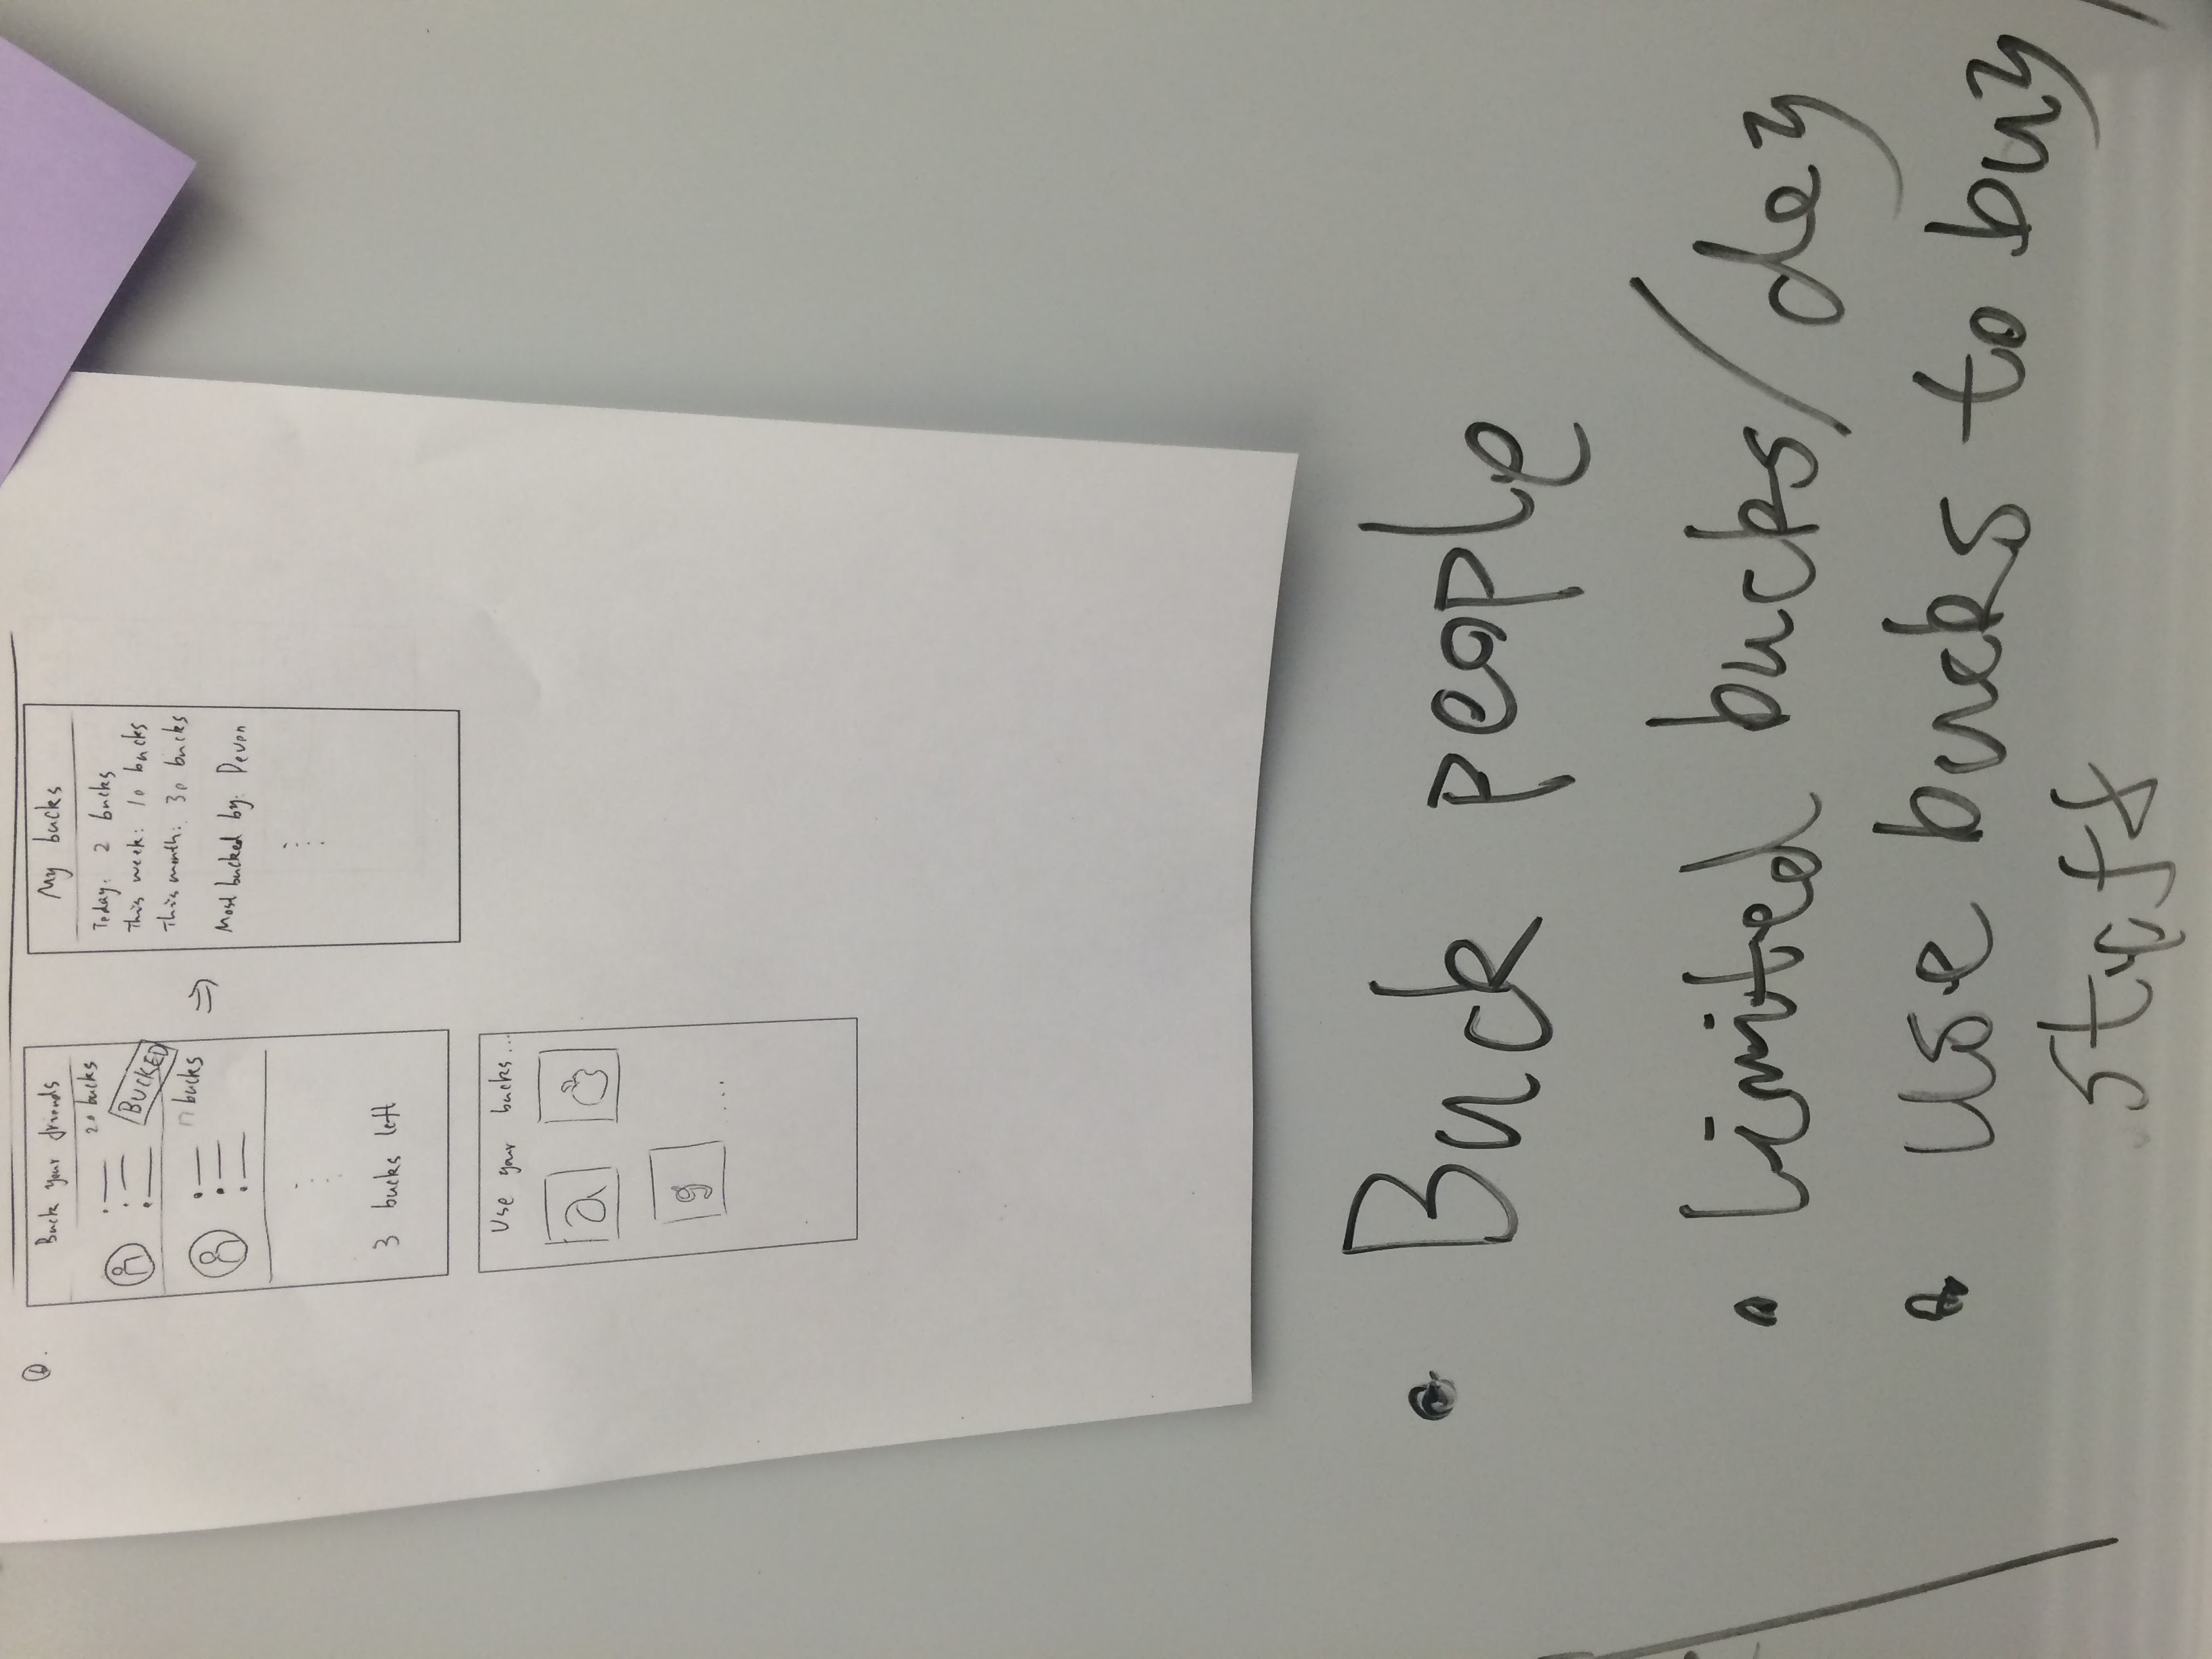 Buck your friends
20 bucks
BUCKED
bucks
3 bucks left
My bucks
Today: 2 bucks
This week: 10 bucks
This month: 30 bucks
Most bucked by: Devon
Use your bucks...
a
g
...
• Buck people
• limited bucks/day
• use bucks to buy
stuff